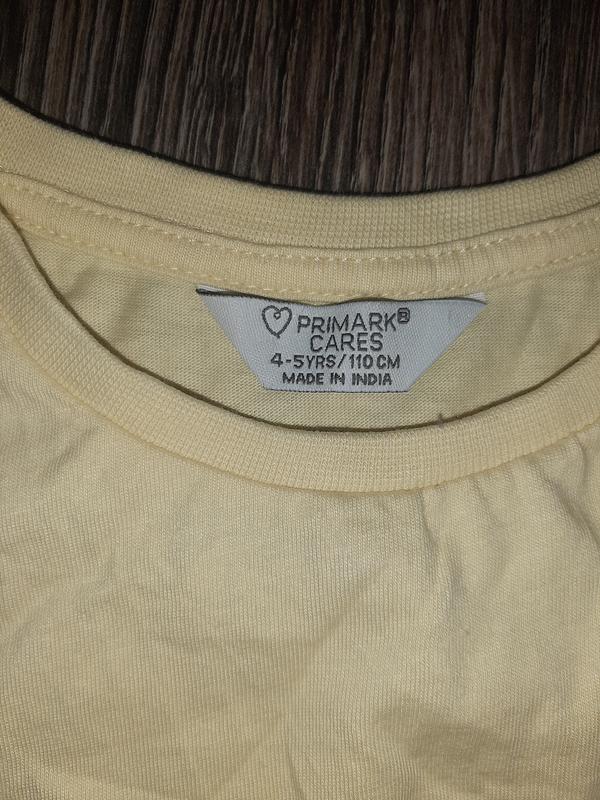 PRIMARK®
CARES
4-5YRS/110CM
MADE IN INDIA